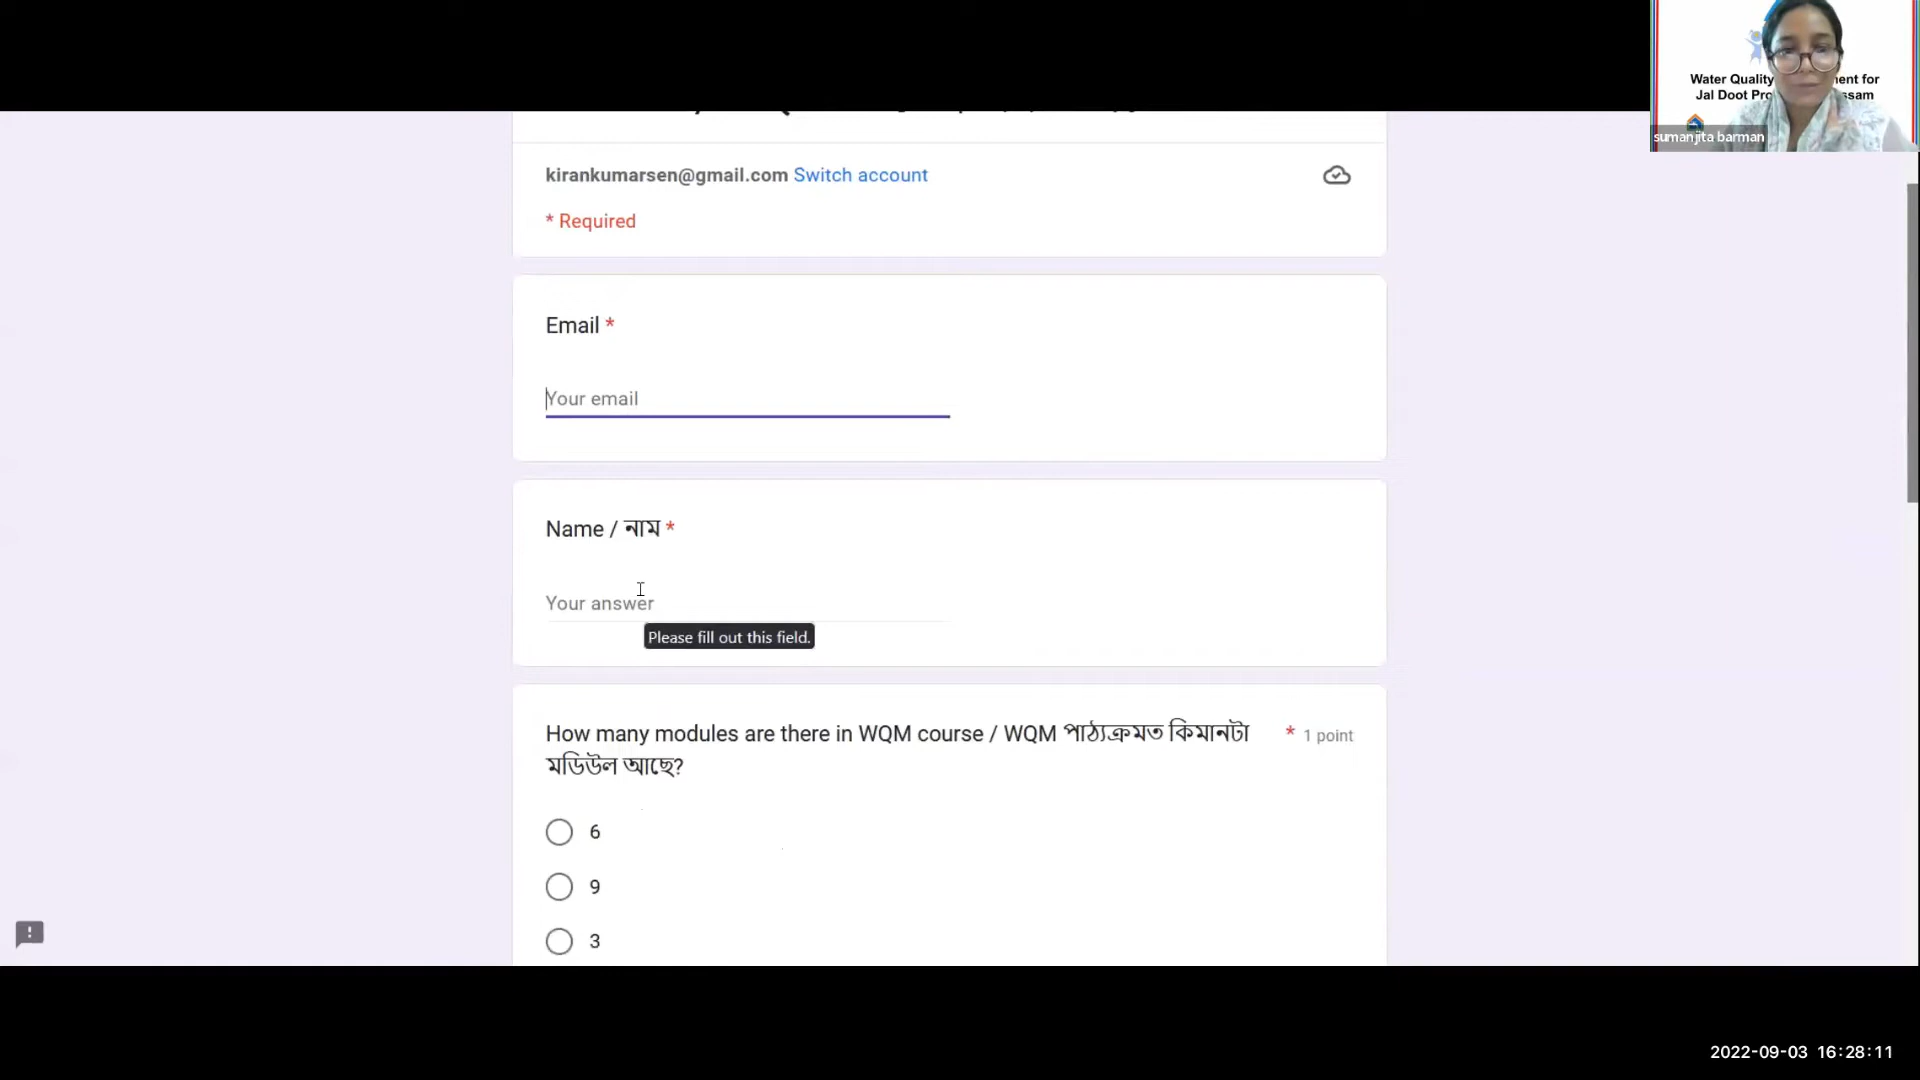 Water Quality
ent for
Jal Doot Pro
ssam
sumanjita barman
kirankumarsen@gmail.com Switch account
* Required
Email *
Your email
Name / নাম *
Your answer
Please fill out this field.
How many modules are there in WQM course / WQM পাঠ্যক্রমত কিমানটা * 1 point
মডিউল আছে?
6
9
3
2022-09-03 16:28:11